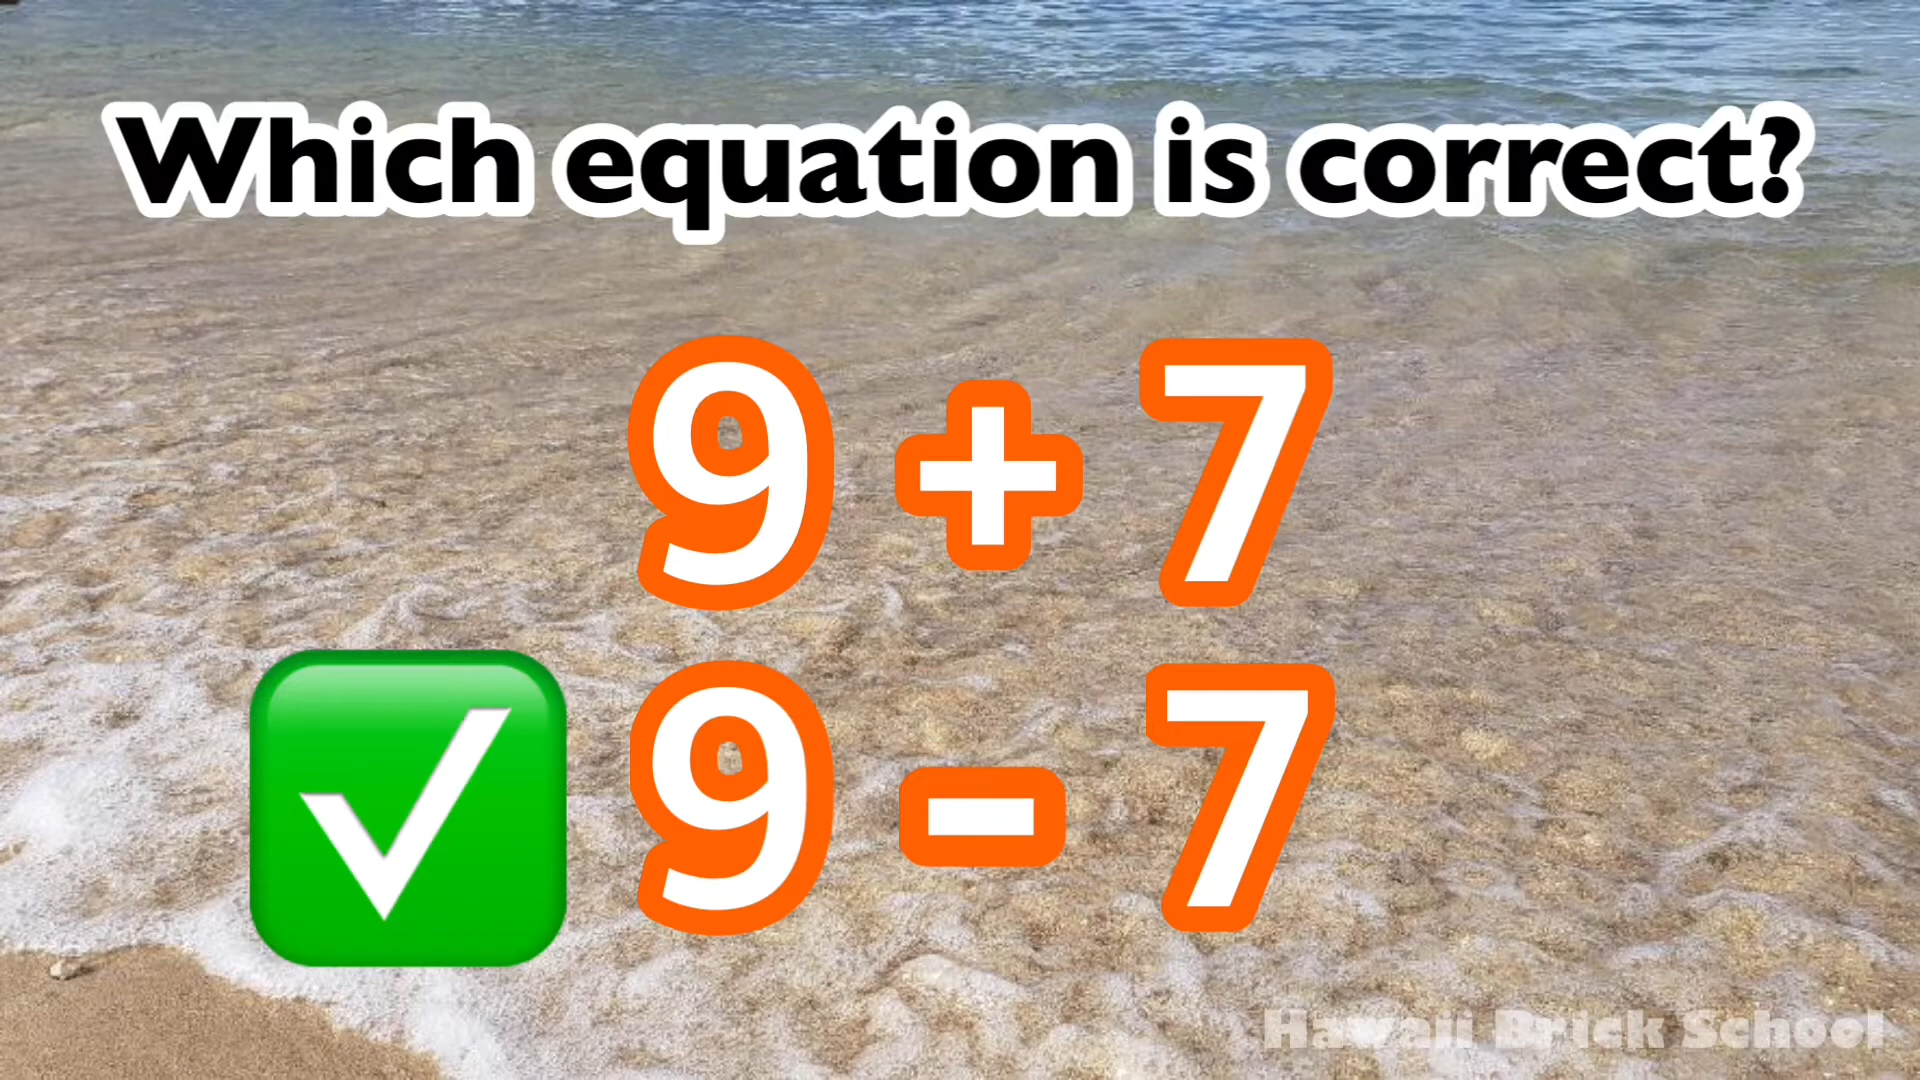 Which equation is correct?
9 + 7
9 - 7
Hawaii Brick School